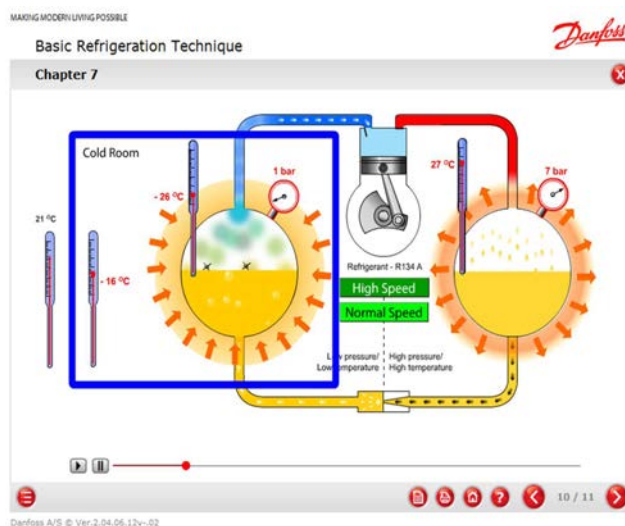 MAKING MODERN LIVING POSSIBLE
Basic Refrigeration Technique
Danfoss
Chapter 7
X
Cold Room
- 26 °C
1 bar
27 °C
7 bar
21 °C
- 16 °C
Refrigerant - R134 A
High Speed
Normal Speed
Low pressure/ High pressure/
Low temperature High temperature
?
10 / 11
Danfoss A/S © Ver.2.04.06.12v-.02